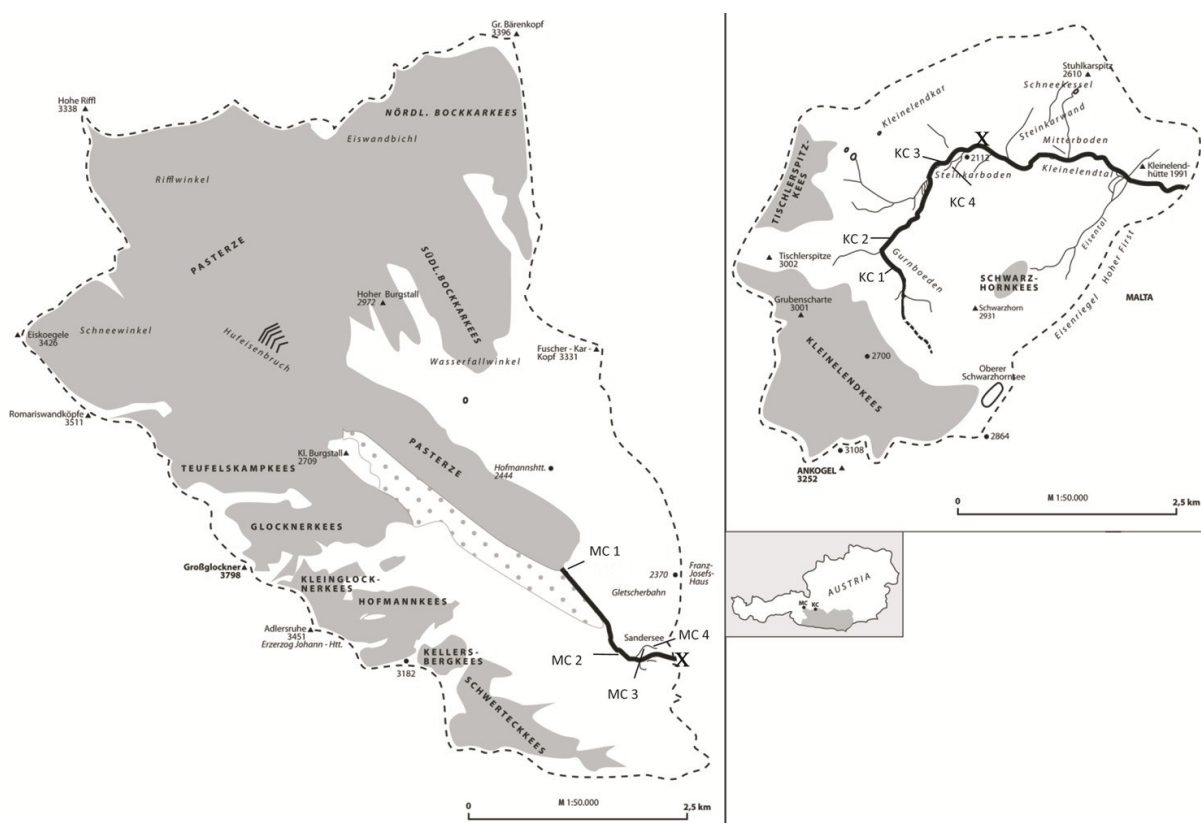 Gr. Bärenkopf
3396
Hohe Riffl
3338
NÖRDL. BOCKKARKEES
Eiswandbichl
Rifflwinkel
PASTERZE
SÜDL.BOCKKARKEES
Hoher Burgstall
2972
Schneewinkel
Hufeisenbruch
Eiskoegele
3426
Wasserfallwinkel
Fuscher - Kar -
Kopf 3331
Romariswandköpfe
3511
Kl. Burgstall
2709
PASTERZE
TEUFELSKAMPKEES
Hofmannshtt.
2444
GLOCKNERKEES
MC 1
Großglockner
3798
KLEINGLOCK-
NERKEES
HOFMANNKEES
2370
Franz-
Josefs-
Haus
Gletscherbahn
Adlersruhe
3451
Erzerzog Johann - Htt.
Sandersee
MC 4
KELLERS-
BERGKEES
3182
MC 2
X
MC 3
SCHWERTECKKEES
M 1:50.000
0
2,5 km
Stuhlkarspitz
2610
Schneekessel
Kleinelendkar
Steinkarwand
X
Mitterboden
KC 3
2112
TISCHLERSPITZ-
KEES
Steinkarboden
Kleinelendtal
Kleinelend-
hütte 1991
KC 4
KC 2
Eisental
Hoher First
Tischlerspitze
3002
Gurnboeden
KC 1
SCHWARZ-
HORNKEES
Grubenscharte
3001
Schwarzhorn
2931
MALTA
Eisenriegel
KLEINELENDKEES
2700
Oberer
Schwarzhornsee
2864
3108
ANKOGEL
3252
M 1:50.000
0
2,5 km
AUSTRIA
MC
KC